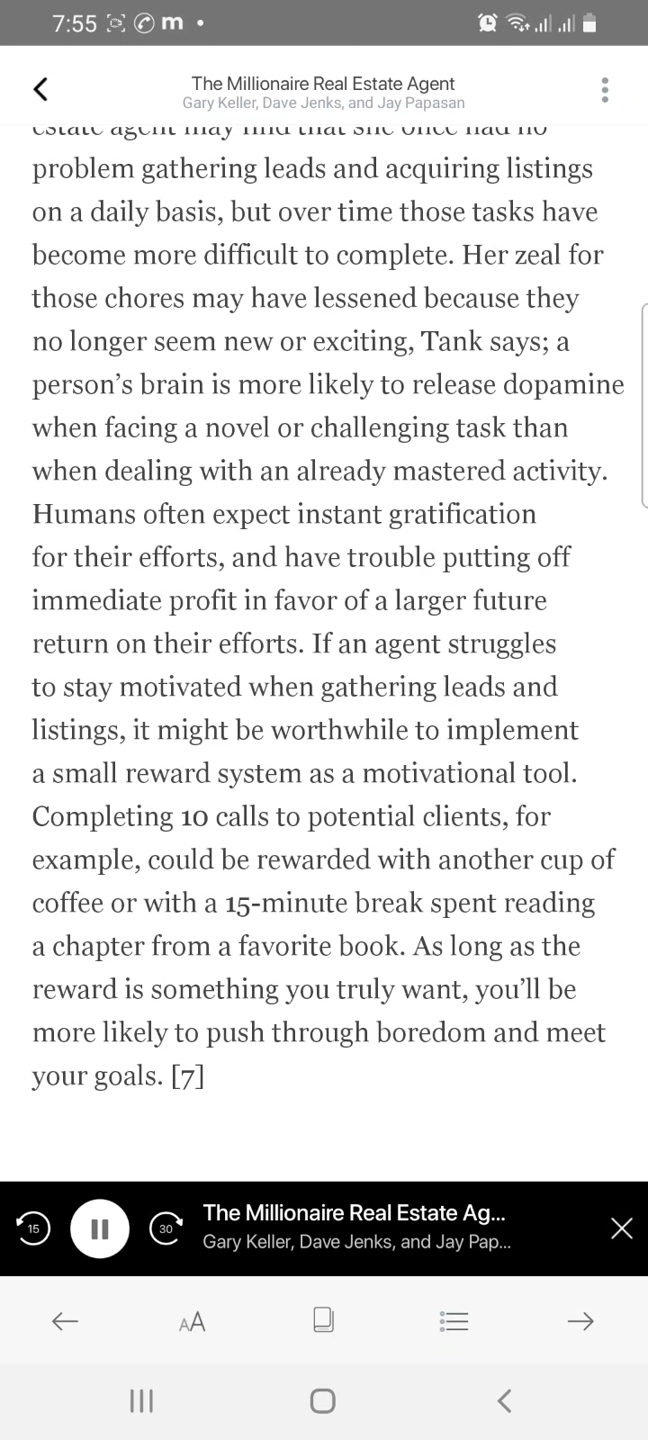 7:55
m
The Millionaire Real Estate Agent
Gary Keller, Dave Jenks, and Jay Papasan
estate agent may find that she once had no
problem gathering leads and acquiring listings
on a daily basis, but over time those tasks have
become more difficult to complete. Her zeal for
those chores may have lessened because they
no longer seem new or exciting, Tank says; a
person’s brain is more likely to release dopamine
when facing a novel or challenging task than
when dealing with an already mastered activity.
Humans often expect instant gratification
for their efforts, and have trouble putting off
immediate profit in favor of a larger future
return on their efforts. If an agent struggles
to stay motivated when gathering leads and
listings, it might be worthwhile to implement
a small reward system as a motivational tool.
Completing 10 calls to potential clients, for
example, could be rewarded with another cup of
coffee or with a 15-minute break spent reading
a chapter from a favorite book. As long as the
reward is something you truly want, you’ll be
more likely to push through boredom and meet
your goals. [7]
15
30
The Millionaire Real Estate Ag...
Gary Keller, Dave Jenks, and Jay Pap...
AA